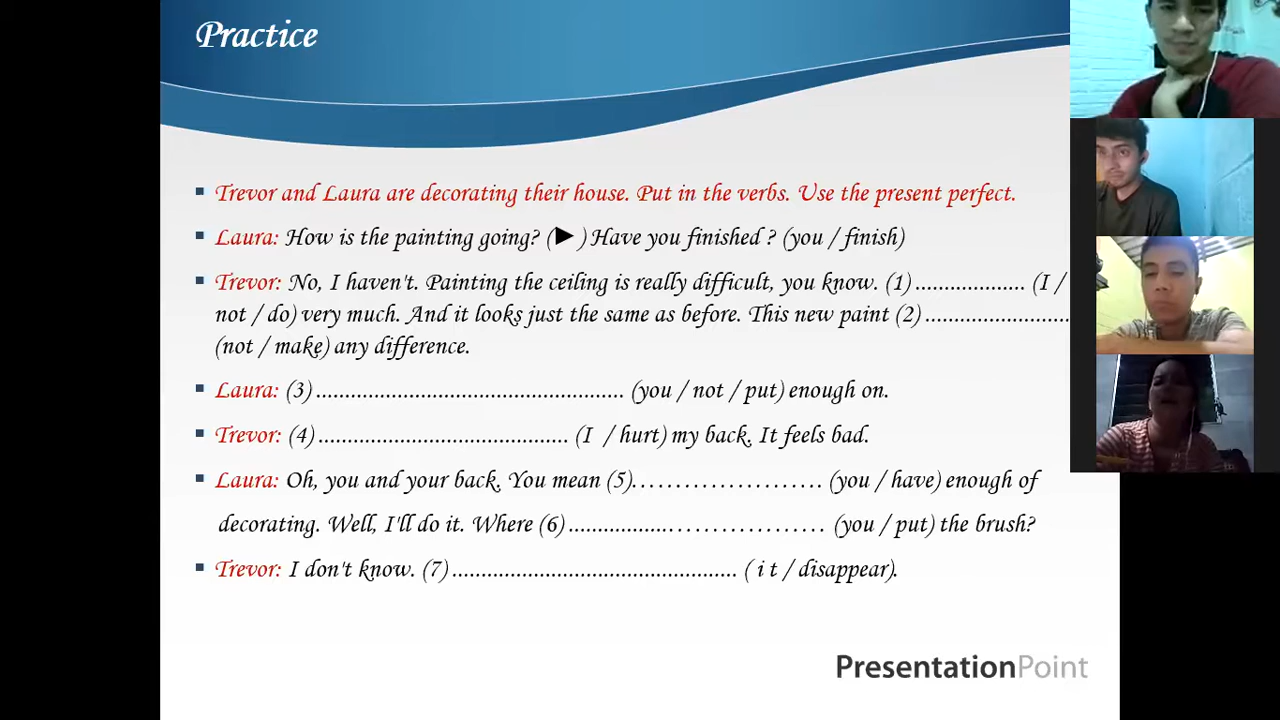 Practice
Trevor and Laura are decorating their house. Put in the verbs. Use the present perfect.
Laura: How is the painting going? (► ) Have you finished ? (you / finish)
Trevor: No, I haven't. Painting the ceiling is really difficult, you know. (1) ................... (I /
not / do) very much. And it looks just the same as before. This new paint (2) .........................
(not / make) any difference.
Laura: (3) ..................................................... (you / not / put) enough on.
Trevor: (4) ........................................... (I / hurt) my back. It feels bad.
Laura: Oh, you and your back. You mean (5)…………………… (you / have) enough of
decorating. Well, I'll do it. Where (6) .................……………… (you / put) the brush?
Trevor: I don't know. (7) ................................................. ( i t / disappear).
PresentationPoint